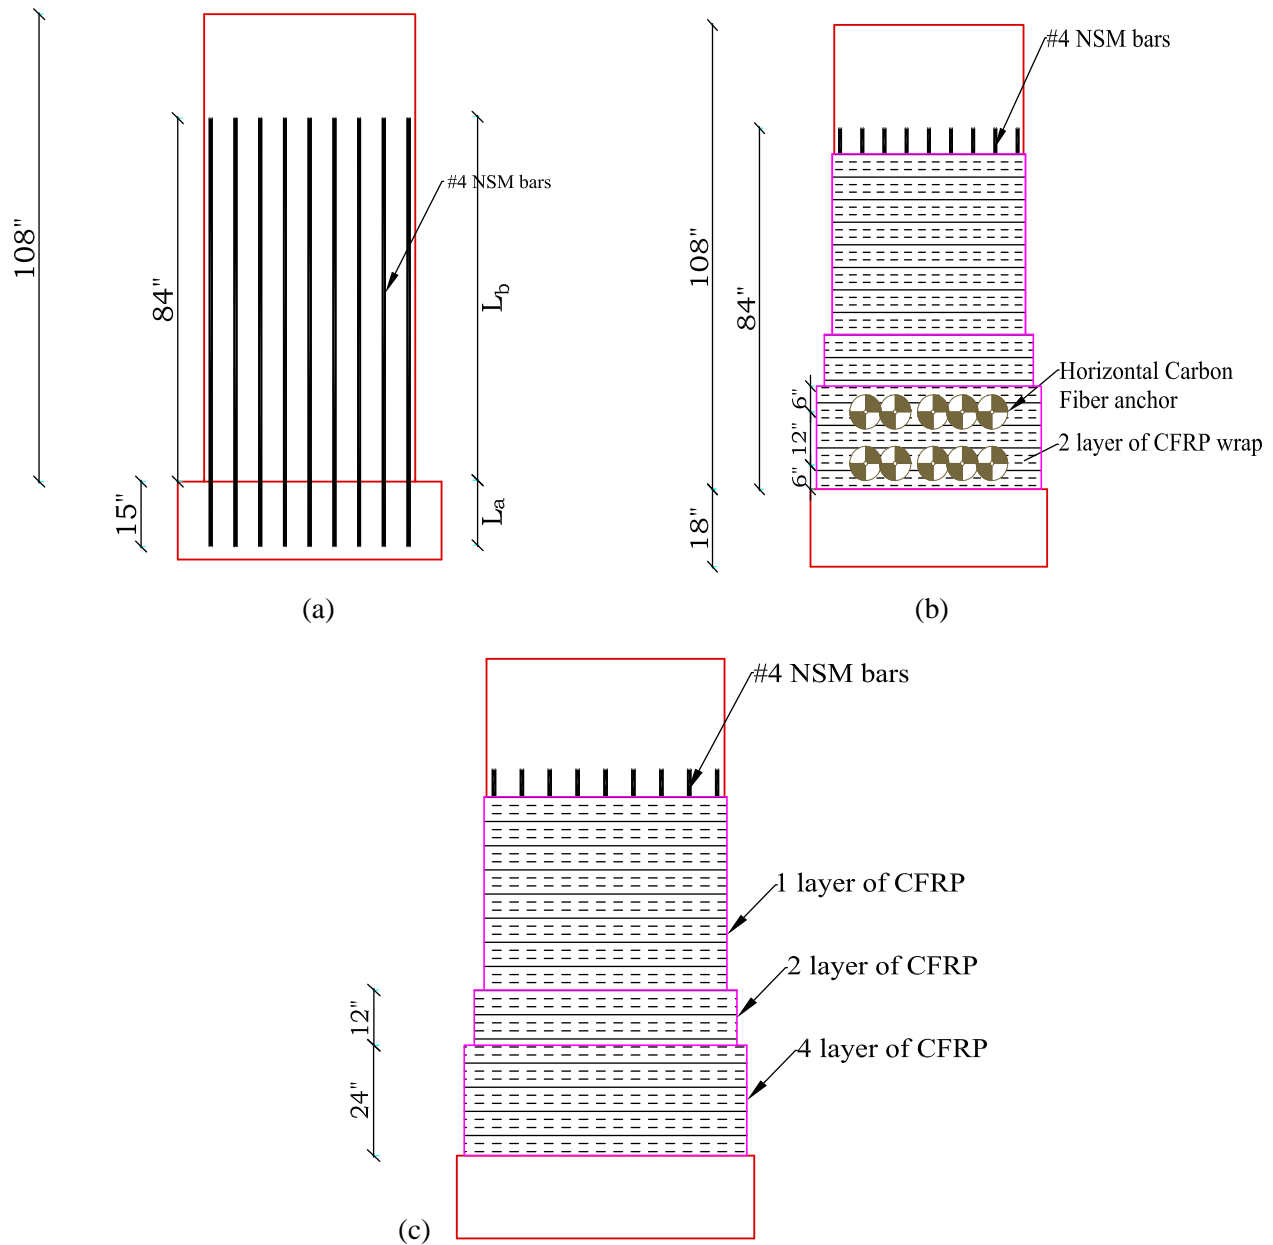 108"
84"
15"
#4 NSM bars
Lb
La
(a)
108"
84"
18"
6"
12"
6"
#4 NSM bars
Horizontal Carbon
Fiber anchor
2 layer of CFRP wrap
(b)
#4 NSM bars
1 layer of CFRP
2 layer of CFRP
4 layer of CFRP
12"
24"
(c)